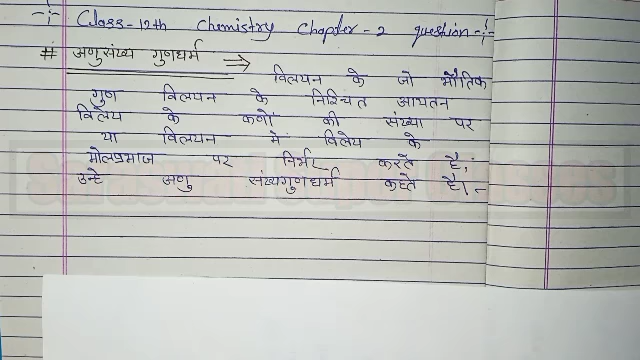 -:- Class-12th Chemistry Chapter-2 question -:-
# अणुसंख्य गुणधर्म ⇒ विलयन के जो भौतिक
गुण विलयन के निश्चित आयतन
विलेय के कणों की संख्या पर
या विलयन में विलेय के
मोलप्रभाज पर निर्भर करते है;
उन्हे अणु संख्यगुणधर्म कहते है।-